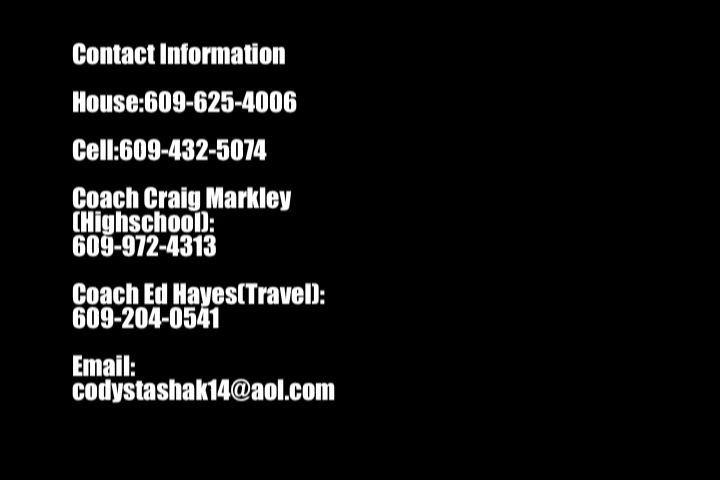 Contact Information
House:609-625-4006
Cell:609-432-5074
Coach Craig Markley
(Highschool):
609-972-4313
Coach Ed Hayes(Travel):
609-204-0541
Email:
codystashak14@aol.com